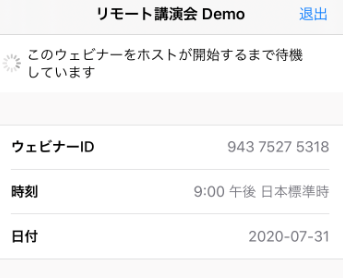 リモート講演会 Demo 退出
このウェビナーをホストが開始するまで待機
しています
ウェビナーID 943 7527 5318
時刻 9:00 午後 日本標準時
日付 2020-07-31